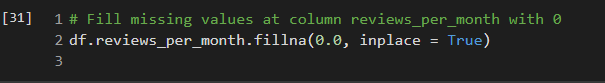 [31] 1 # Fill missing values at column reviews_per_month with 0
2 df.reviews_per_month.fillna(0.0, inplace = True)
3